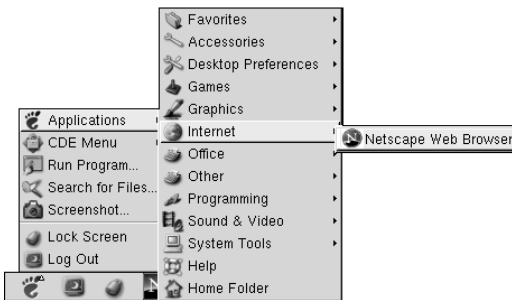 Applications
CDE Menu
Run Program...
Search for Files...
Screenshot...
Lock Screen
Log Out
Favorites
Accessories
Desktop Preferences
Games
Graphics
Internet
Office
Other
Programming
Sound & Video
System Tools
Help
Home Folder
Netscape Web Browser